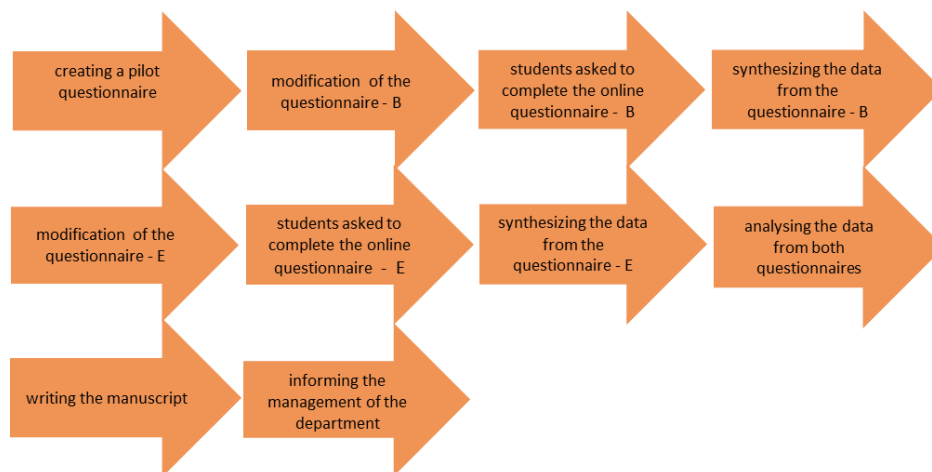 creating a pilot
questionnaire
modification of the
questionnaire - B
students asked to
complete the online
questionnaire - B
synthesizing the data
from the
questionnaire - B
modification of the
questionnaire - E
students asked to
complete the online
questionnaire - E
synthesizing the data
from the
questionnaire - E
analysing the data
from both
questionnaires
writing the manuscript
informing the
management of the
department